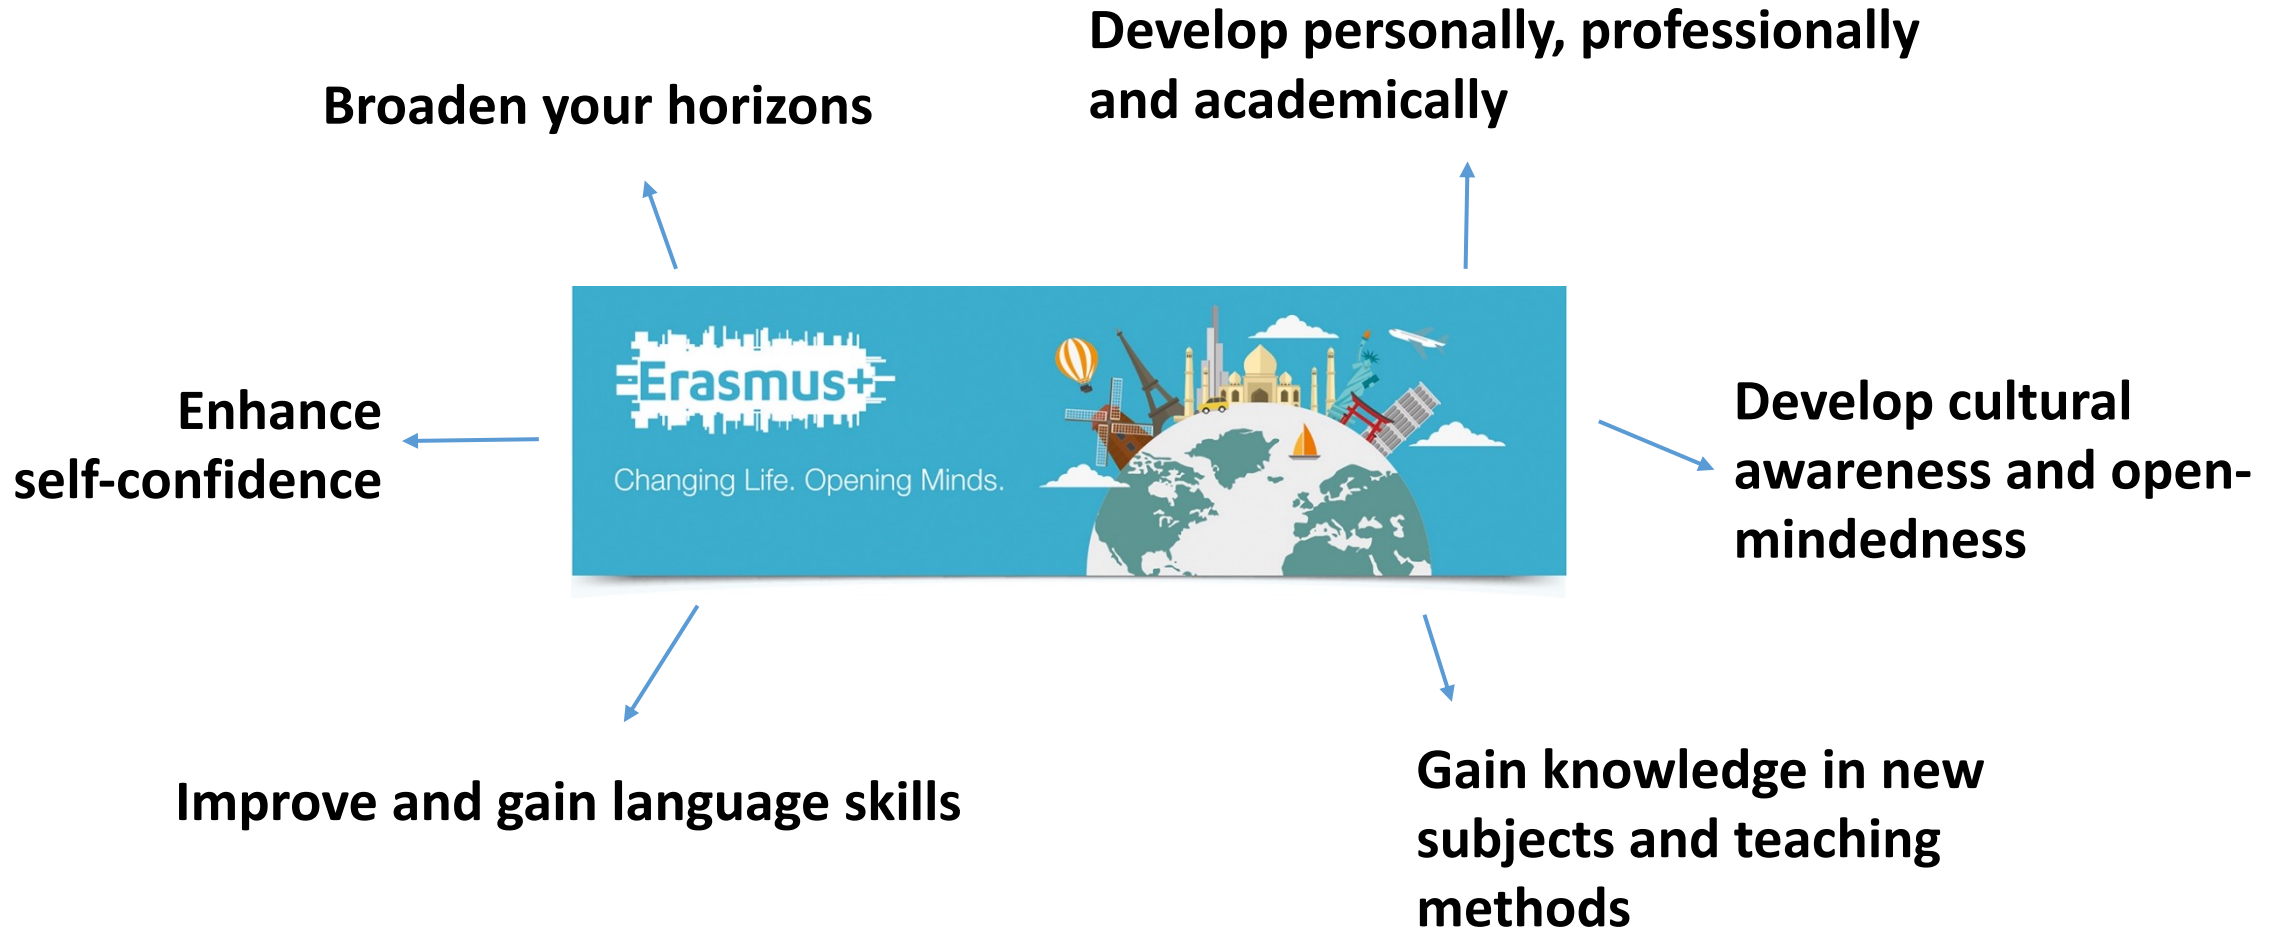 Develop personally, professionally
and academically
Broaden your horizons
Erasmus+
Changing Life. Opening Minds.
Enhance
self-confidence
Develop cultural
awareness and open-
mindedness
Improve and gain language skills
Gain knowledge in new
subjects and teaching
methods